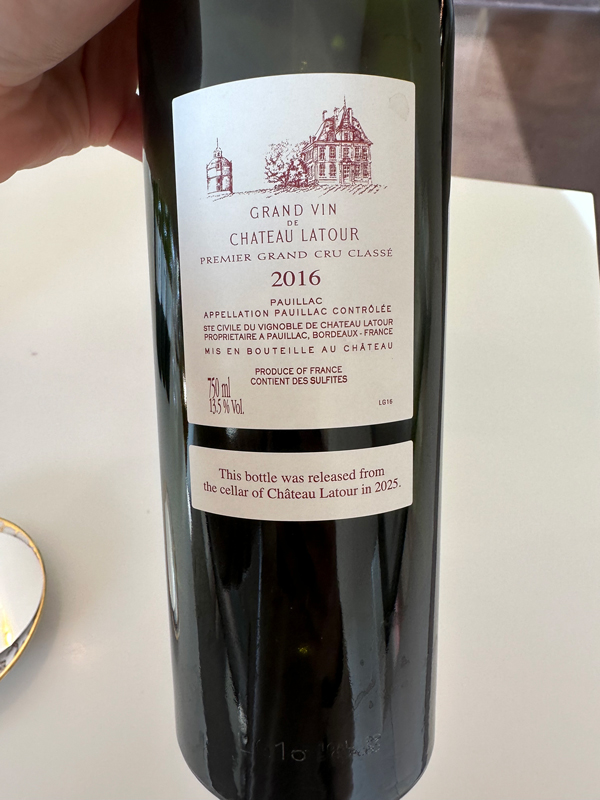 GRAND VIN
DE
CHATEAU LATOUR
PREMIER GRAND CRU CLASSÉ
2016
PAUILLAC
APPELLATION PAUILLAC CONTRÔLÉE
STE CIVILE DU VIGNOBLE DE CHATEAU LATOUR
PROPRIETAIRE A PAUILLAC, BORDEAUX - FRANCE
MIS EN BOUTEILLE AU CHÂTEAU
PRODUCE OF FRANCE
CONTIENT DES SULFITES
750 ml
13.5 % Vol.
LG16
This bottle was released from
the cellar of Château Latour in 2025.